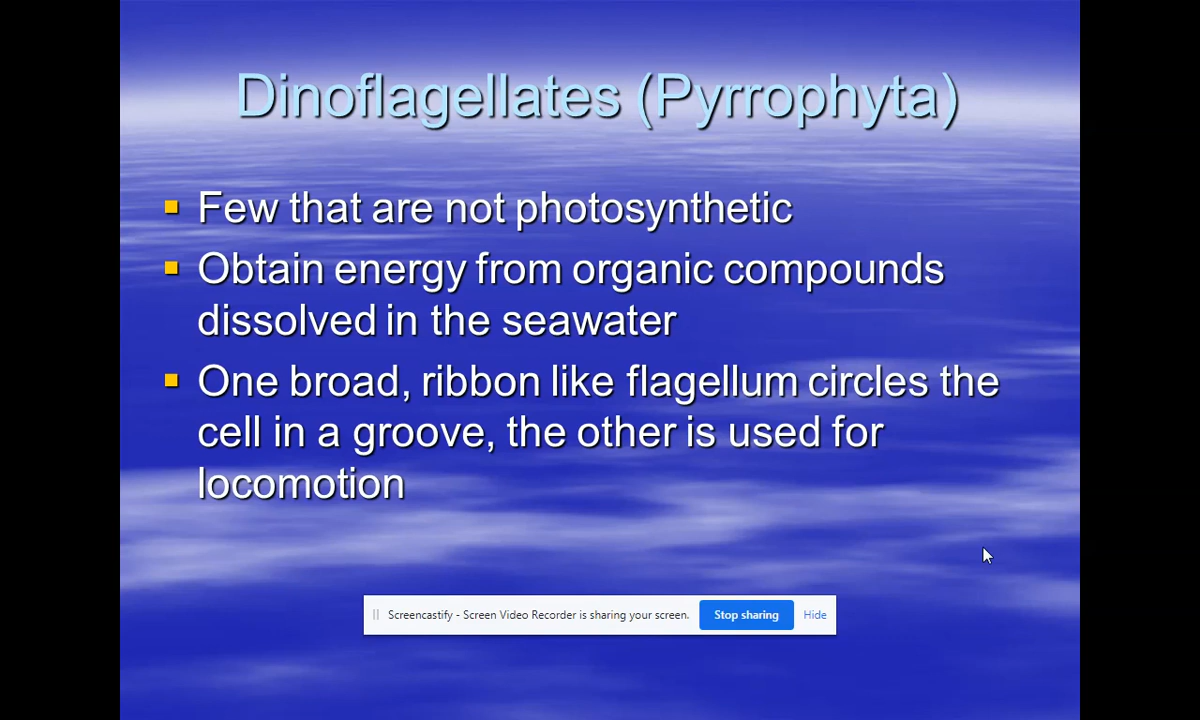 Dinoflagellates (Pyrrophyta)
Few that are not photosynthetic
Obtain energy from organic compounds
dissolved in the seawater
One broad, ribbon like flagellum circles the
cell in a groove, the other is used for
locomotion
Screencastify - Screen Video Recorder is sharing your screen. Stop sharing Hide